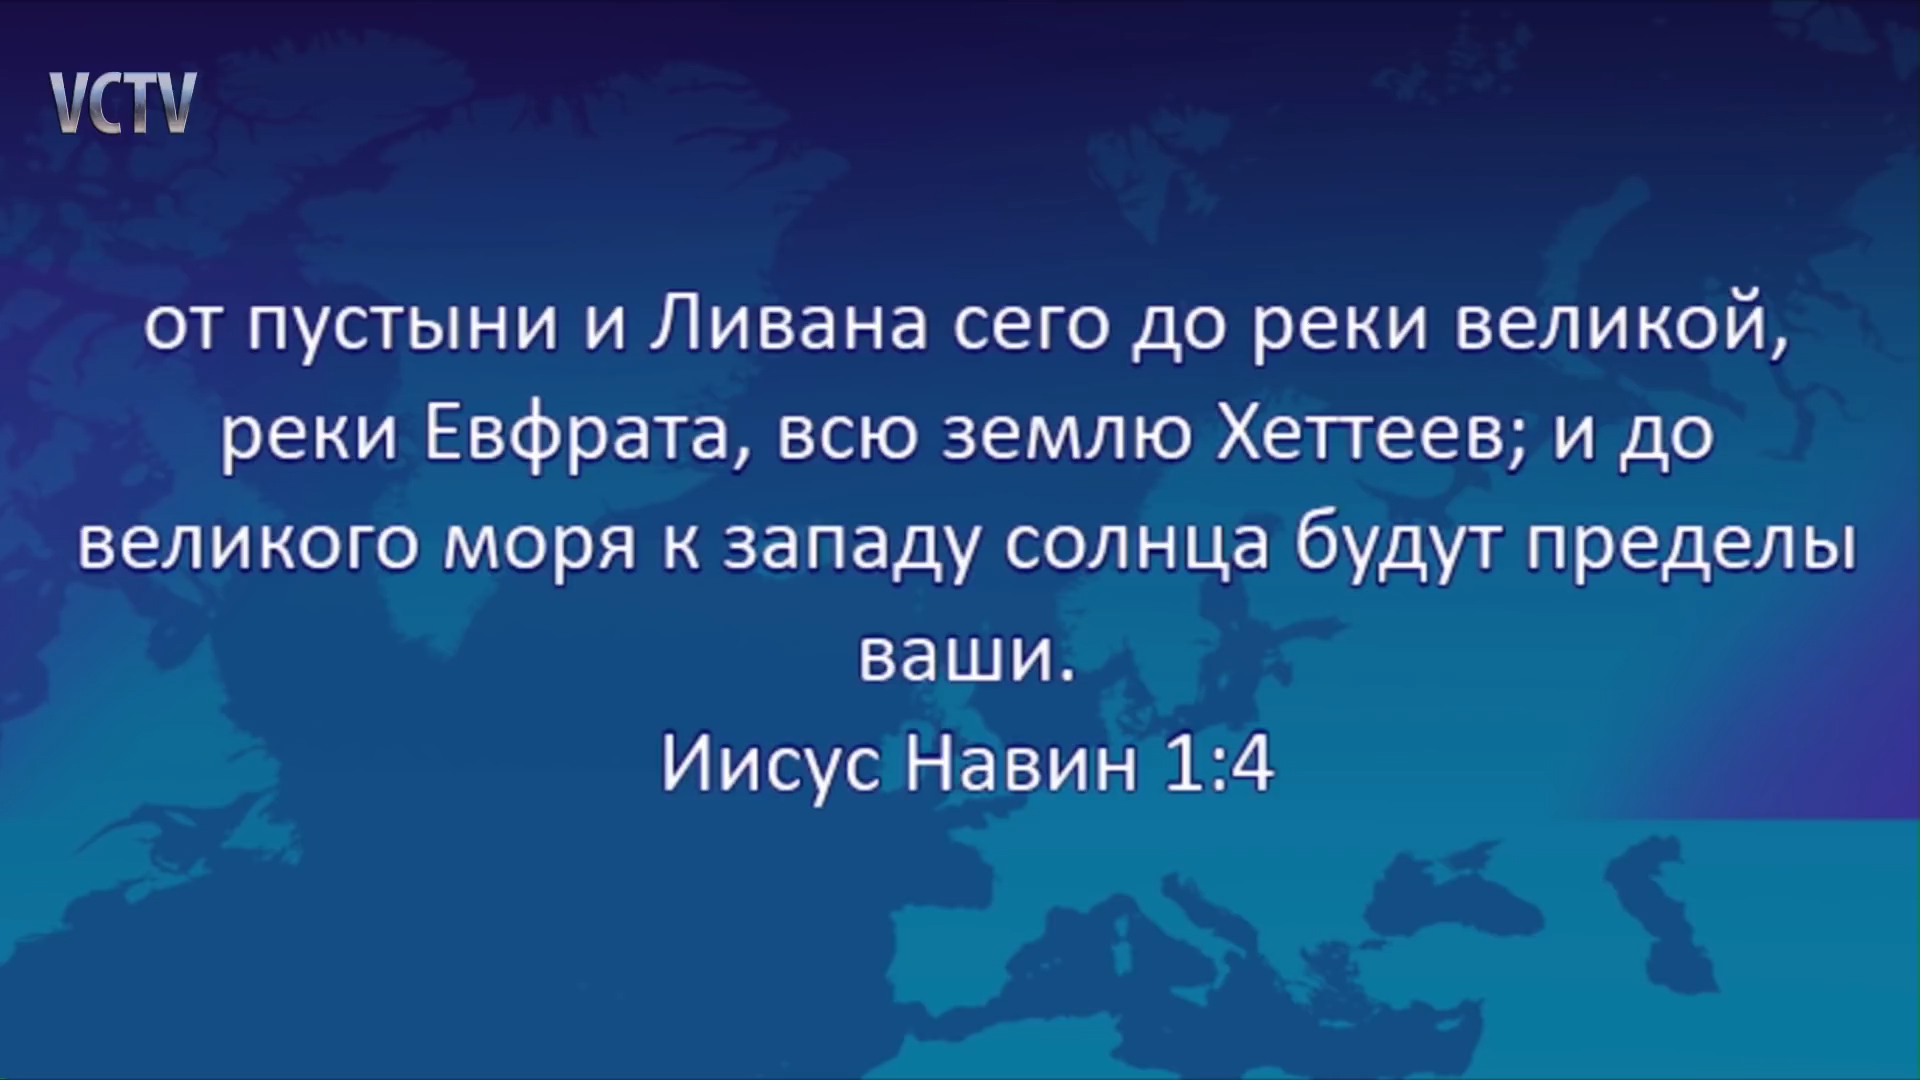 VCTV
от пустыни и Ливана сего до реки великой,
реки Евфрата, всю землю Хеттеев; и до
великого моря к западу солнца будут пределы
ваши.
Иисус Навин 1:4